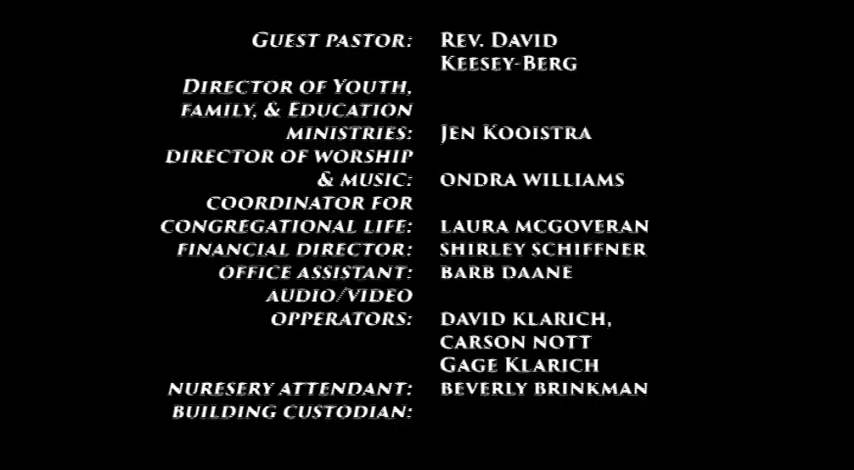 Guest pastor: Rev. David
Keesey-Berg
Director of Youth,
family, & Education
ministries: Jen Kooistra
director of worship
& music: ondra williams
coordinator for
congregational life: laura mcgoveran
financial director: shirley schiffner
office assistant: barb daane
audio/video
opperators: david klarich,
carson nott
Gage Klarich
nuresery attendant: beverly brinkman
building custodian: